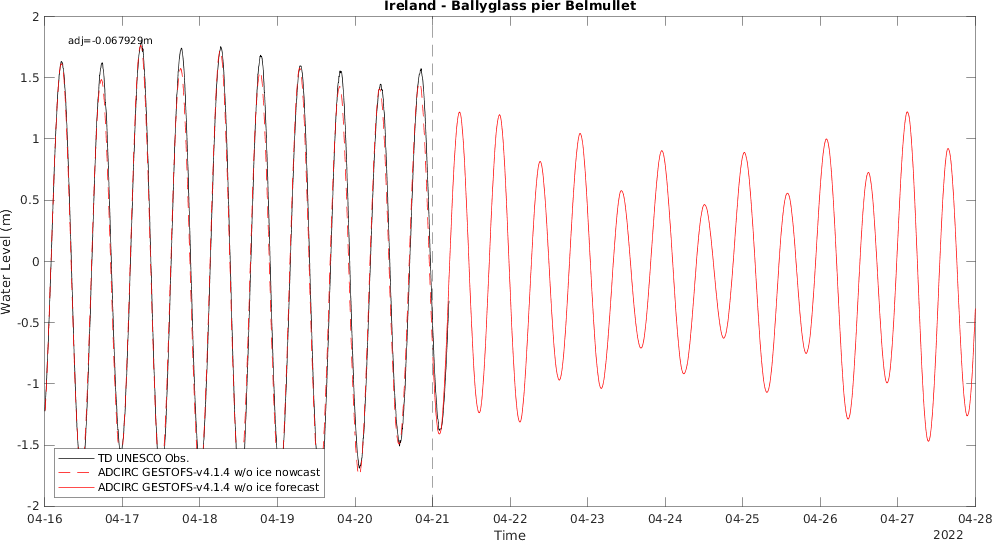 Ireland - Ballyglass pier Belmullet
adj=-0.067929m
2
1.5
1
0.5
0
-0.5
-1
-1.5
-2
Water Level (m)
TD UNESCO Obs.
ADCIRC GESTOFS-v4.1.4 w/o ice nowcast
ADCIRC GESTOFS-v4.1.4 w/o ice forecast
04-16 04-17 04-18 04-19 04-20 04-21 04-22 04-23 04-24 04-25 04-26 04-27 04-28
Time
2022